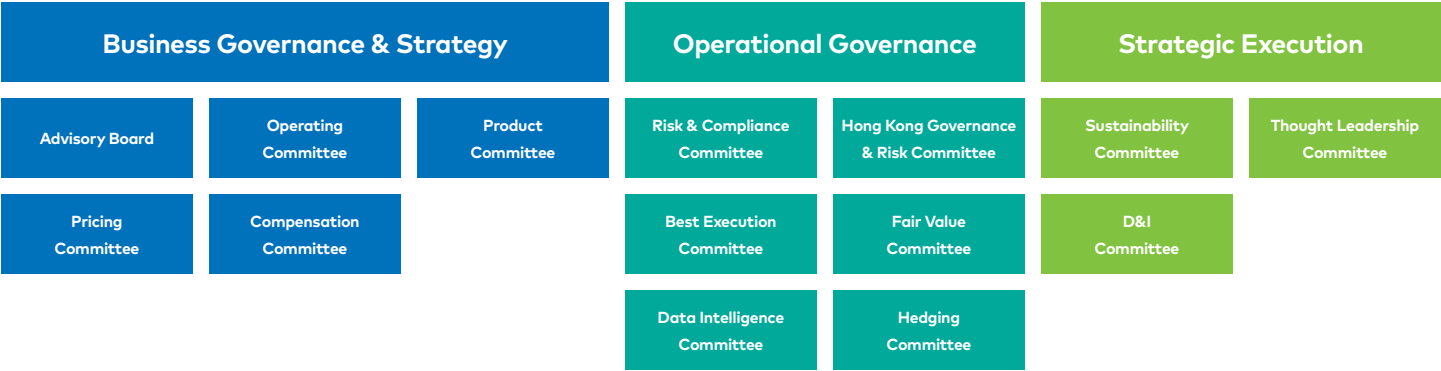 Business Governance & Strategy
Advisory Board
Operating
Committee
Product
Committee
Pricing
Committee
Compensation
Committee
Operational Governance
Risk & Compliance
Committee
Hong Kong Governance
& Risk Committee
Best Execution
Committee
Fair Value
Committee
Data Intelligence
Committee
Hedging
Committee
Strategic Execution
Sustainability
Committee
Thought Leadership
Committee
D&I
Committee